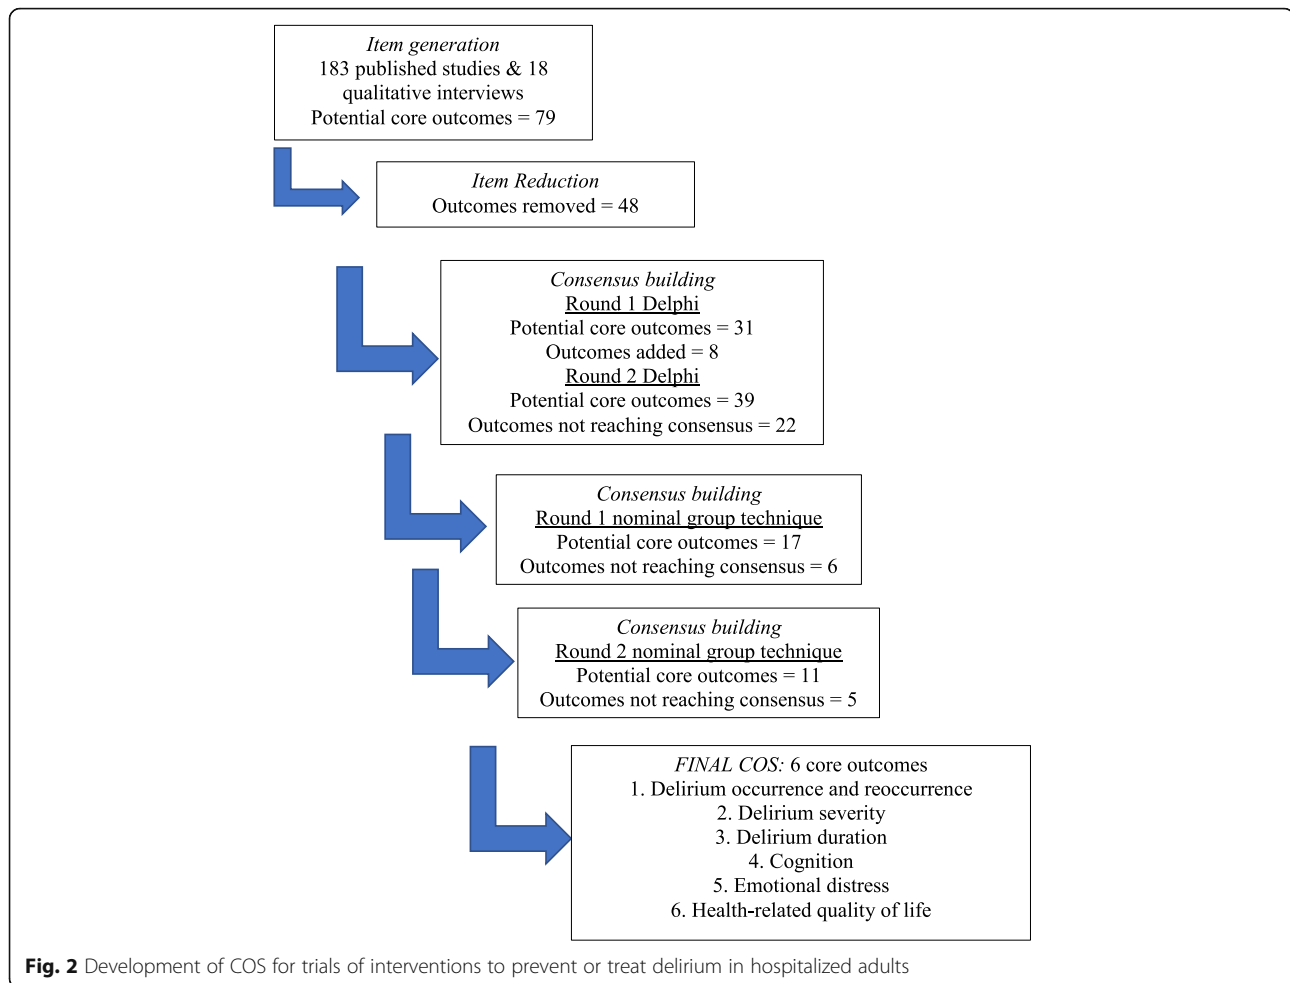 Item generation
183 published studies & 18
qualitative interviews
Potential core outcomes = 79
Item Reduction
Outcomes removed = 48
Consensus building
Round 1 Delphi
Potential core outcomes = 31
Outcomes added = 8
Round 2 Delphi
Potential core outcomes = 39
Outcomes not reaching consensus = 22
Consensus building
Round 1 nominal group technique
Potential core outcomes = 17
Outcomes not reaching consensus = 6
Consensus building
Round 2 nominal group technique
Potential core outcomes = 11
Outcomes not reaching consensus = 5
FINAL COS: 6 core outcomes
1. Delirium occurrence and reoccurrence
2. Delirium severity
3. Delirium duration
4. Cognition
5. Emotional distress
6. Health-related quality of life
Fig. 2 Development of COS for trials of interventions to prevent or treat delirium in hospitalized adults